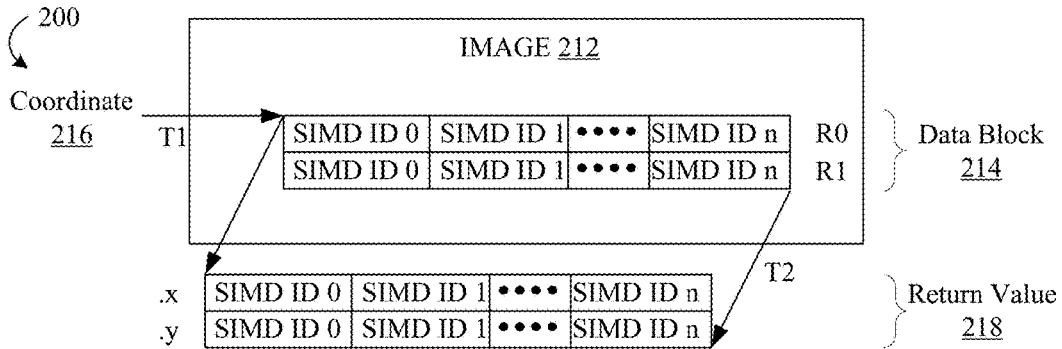 200
IMAGE 212
Coordinate
216
T1
SIMD ID 0 SIMD ID 1 •••• SIMD ID n R0
SIMD ID 0 SIMD ID 1 •••• SIMD ID n R1
Data Block
214
T2
.x SIMD ID 0 SIMD ID 1 •••• SIMD ID n
.y SIMD ID 0 SIMD ID 1 •••• SIMD ID n
Return Value
218